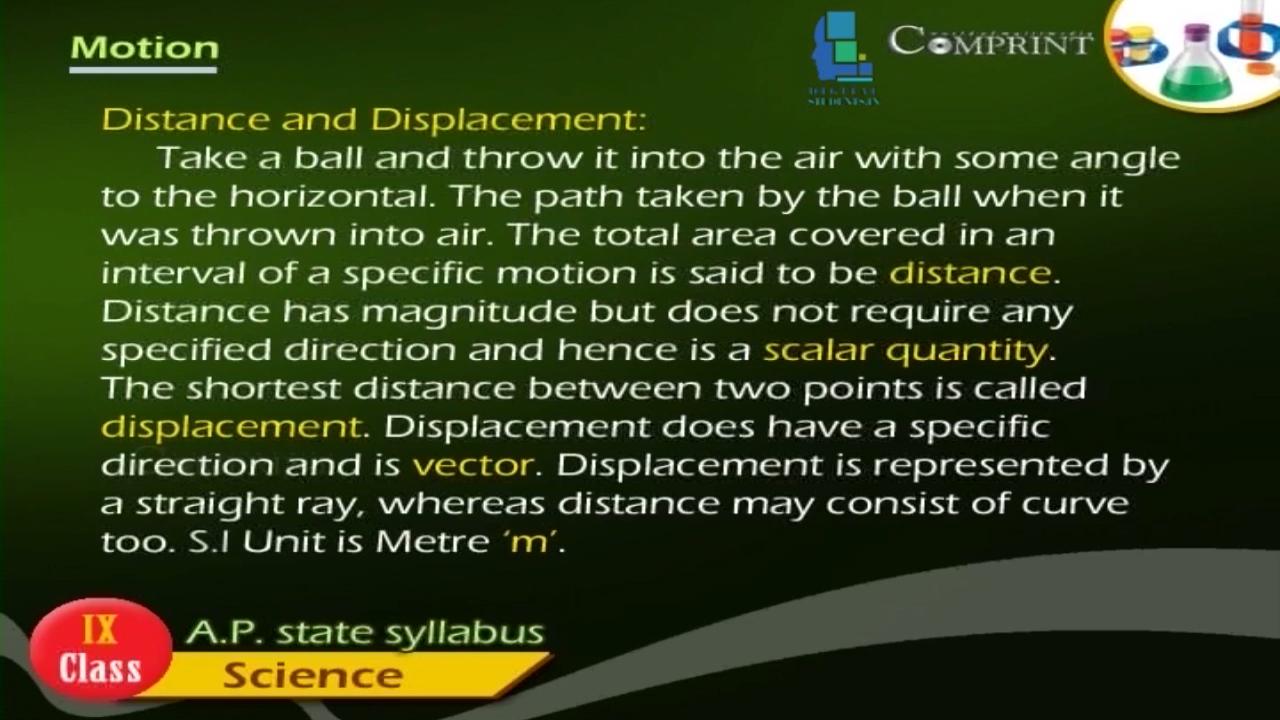 Motion
COMPRINT
Distance and Displacement:
Take a ball and throw it into the air with some angle
to the horizontal. The path taken by the ball when it
was thrown into air. The total area covered in an
interval of a specific motion is said to be distance.
Distance has magnitude but does not require any
specified direction and hence is a scalar quantity.
The shortest distance between two points is called
displacement. Displacement does have a specific
direction and is vector. Displacement is represented by
a straight ray, whereas distance may consist of curve
too. S.I Unit is Metre ‘m’.
IX
Class
A.P. state syllabus
Science